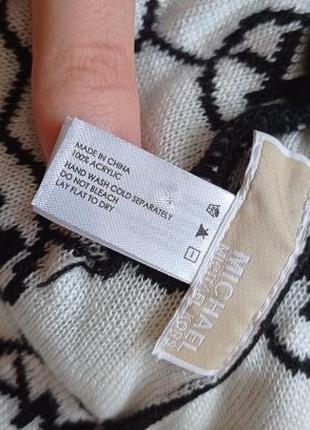 MADE IN CHINA
100% ACRYLIC
HAND WASH COLD SEPARATELY
DO NOT BLEACH
LAY FLAT TO DRY
MICHAEL
MICHAEL KORS